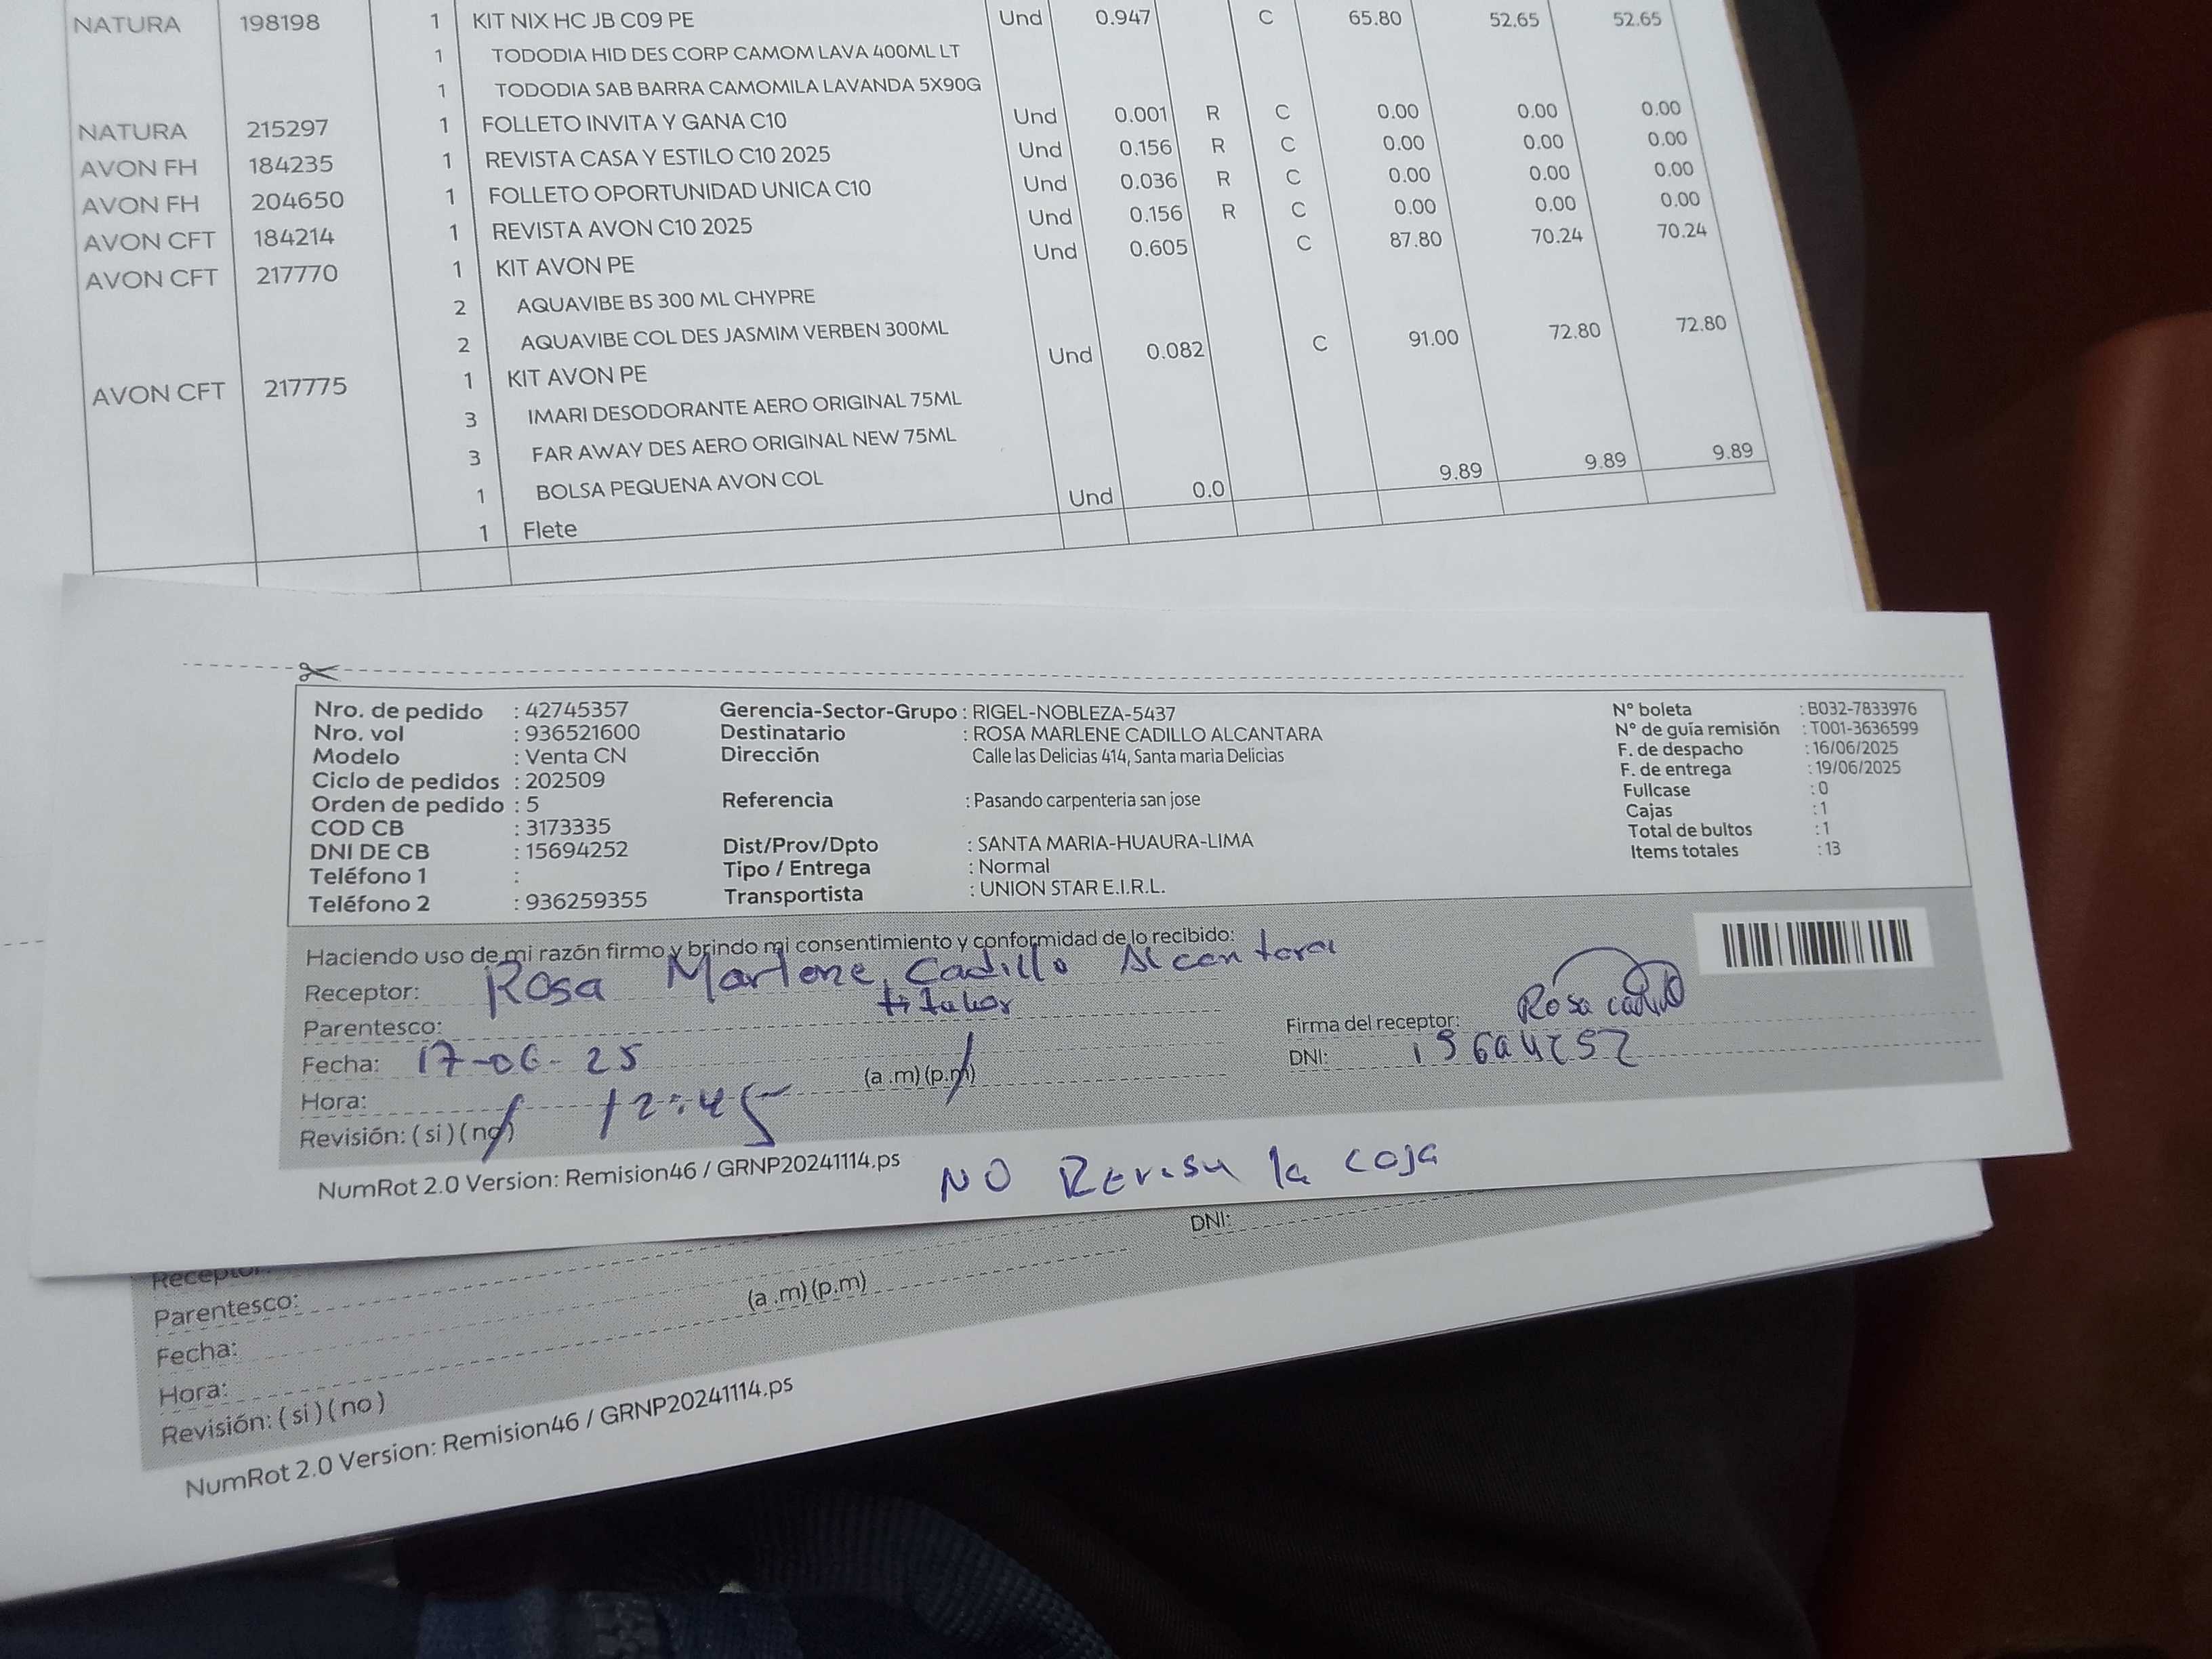 NATURA 198198 1 KIT NIX HC JB C09 PE Und 0.947 C 65.80 52.65 52.65
1 TODODIA HID DES CORP CAMOM LAVA 400ML LT
1 TODODIA SAB BARRA CAMOMILA LAVANDA 5X90G
NATURA 215297 1 FOLLETO INVITA Y GANA C10 Und 0.001 R C 0.00 0.00 0.00
AVON FH 184235 1 REVISTA CASA Y ESTILO C10 2025 Und 0.156 R C 0.00 0.00 0.00
AVON FH 204650 1 FOLLETO OPORTUNIDAD UNICA C10 Und 0.036 R C 0.00 0.00 0.00
AVON CFT 184214 1 REVISTA AVON C10 2025 Und 0.156 R C 0.00 0.00 0.00
AVON CFT 217770 1 KIT AVON PE Und 0.605 C 87.80 70.24 70.24
2 AQUAVIBE BS 300 ML CHYPRE
2 AQUAVIBE COL DES JASMIM VERBEN 300ML
AVON CFT 217775 1 KIT AVON PE Und 0.082 C 91.00 72.80 72.80
3 IMARI DESODORANTE AERO ORIGINAL 75ML
3 FAR AWAY DES AERO ORIGINAL NEW 75ML
1 BOLSA PEQUENA AVON COL
1 Flete Und 0.0 9.89 9.89 9.89
Nro. de pedido : 42745357 Gerencia-Sector-Grupo : RIGEL-NOBLEZA-5437 N° boleta : B032-7833976
Nro. vol : 936521600 Destinatario : ROSA MARLENE CADILLO ALCANTARA N° de guía remisión : T001-3636599
Modelo : Venta CN Dirección Calle las Delicias 414, Santa maria Delicias F. de despacho : 16/06/2025
Ciclo de pedidos : 202509 F. de entrega : 19/06/2025
Orden de pedido : 5 Referencia : Pasando carpenteria san jose Fullcase : 0
COD CB : 3173335 Cajas : 1
DNI DE CB : 15694252 Dist/Prov/Dpto : SANTA MARIA-HUAURA-LIMA Total de bultos : 1
Teléfono 1 : Tipo / Entrega : Normal Items totales : 13
Teléfono 2 : 936259355 Transportista : UNION STAR E.I.R.L.
Haciendo uso de mi razón firmo y brindo mi consentimiento y conformidad de lo recibido:
Receptor: Rosa Marlene Cadillo Alcantara
Parentesco: titular Firma del receptor: Rosa
Fecha: 17-06-25 DNI:
Hora: 12:45 (a .m) (p.m)
Revisión: ( si ) ( no )
NumRot 2.0 Version: Remision46 / GRNP20241114.ps NO Revisu la caja
DNI:
Receptor:
Parentesco: (a .m) (p.m)
Fecha:
Hora:
Revisión: ( si ) ( no )
NumRot 2.0 Version: Remision46 / GRNP20241114.ps